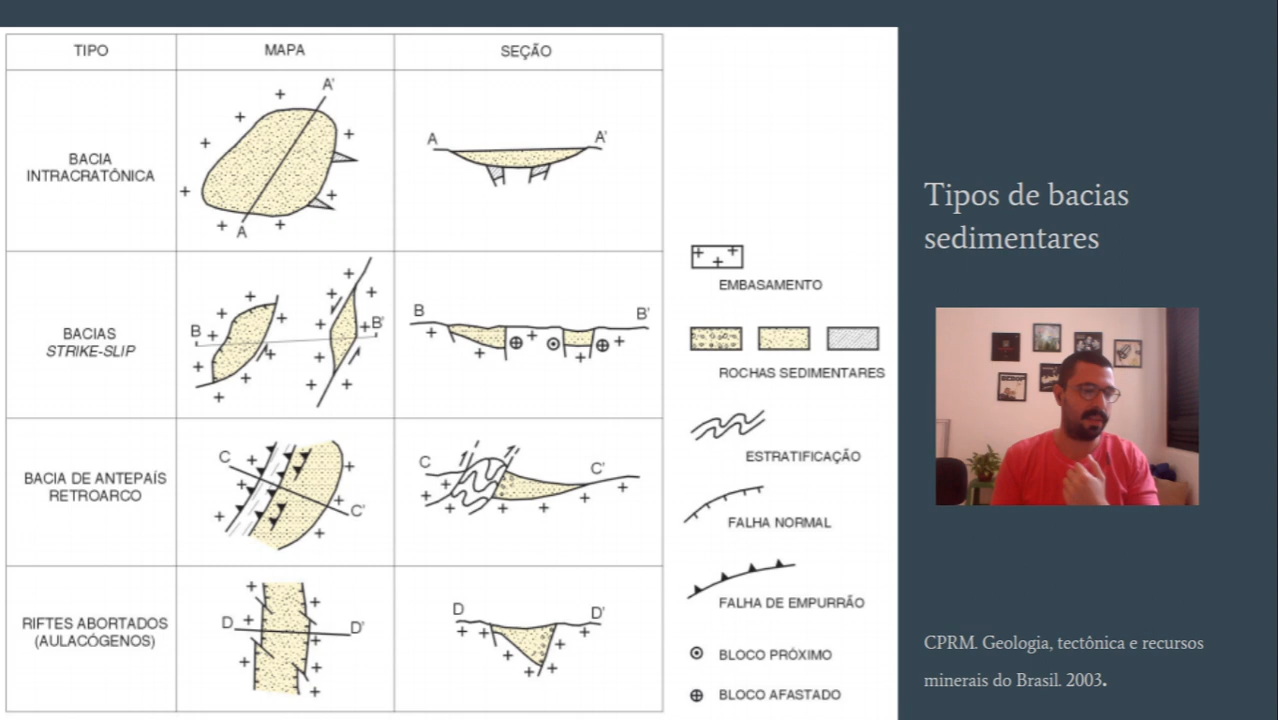 TIPO
MAPA
SEÇÃO
BACIA
INTRACRATÔNICA
A'
A
A
A'
BACIAS
STRIKE-SLIP
B
B'
B
B'
BACIA DE ANTEPAÍS
RETROARCO
C
C'
C
C'
RIFTES ABORTADOS
(AULACÓGENOS)
D
D'
D
D'
EMBASAMENTO
ROCHAS SEDIMENTARES
ESTRATIFICAÇÃO
FALHA NORMAL
FALHA DE EMPURRÃO
BLOCO PRÓXIMO
BLOCO AFASTADO
Tipos de bacias
sedimentares
CPRM. Geologia, tectônica e recursos
minerais do Brasil. 2003.